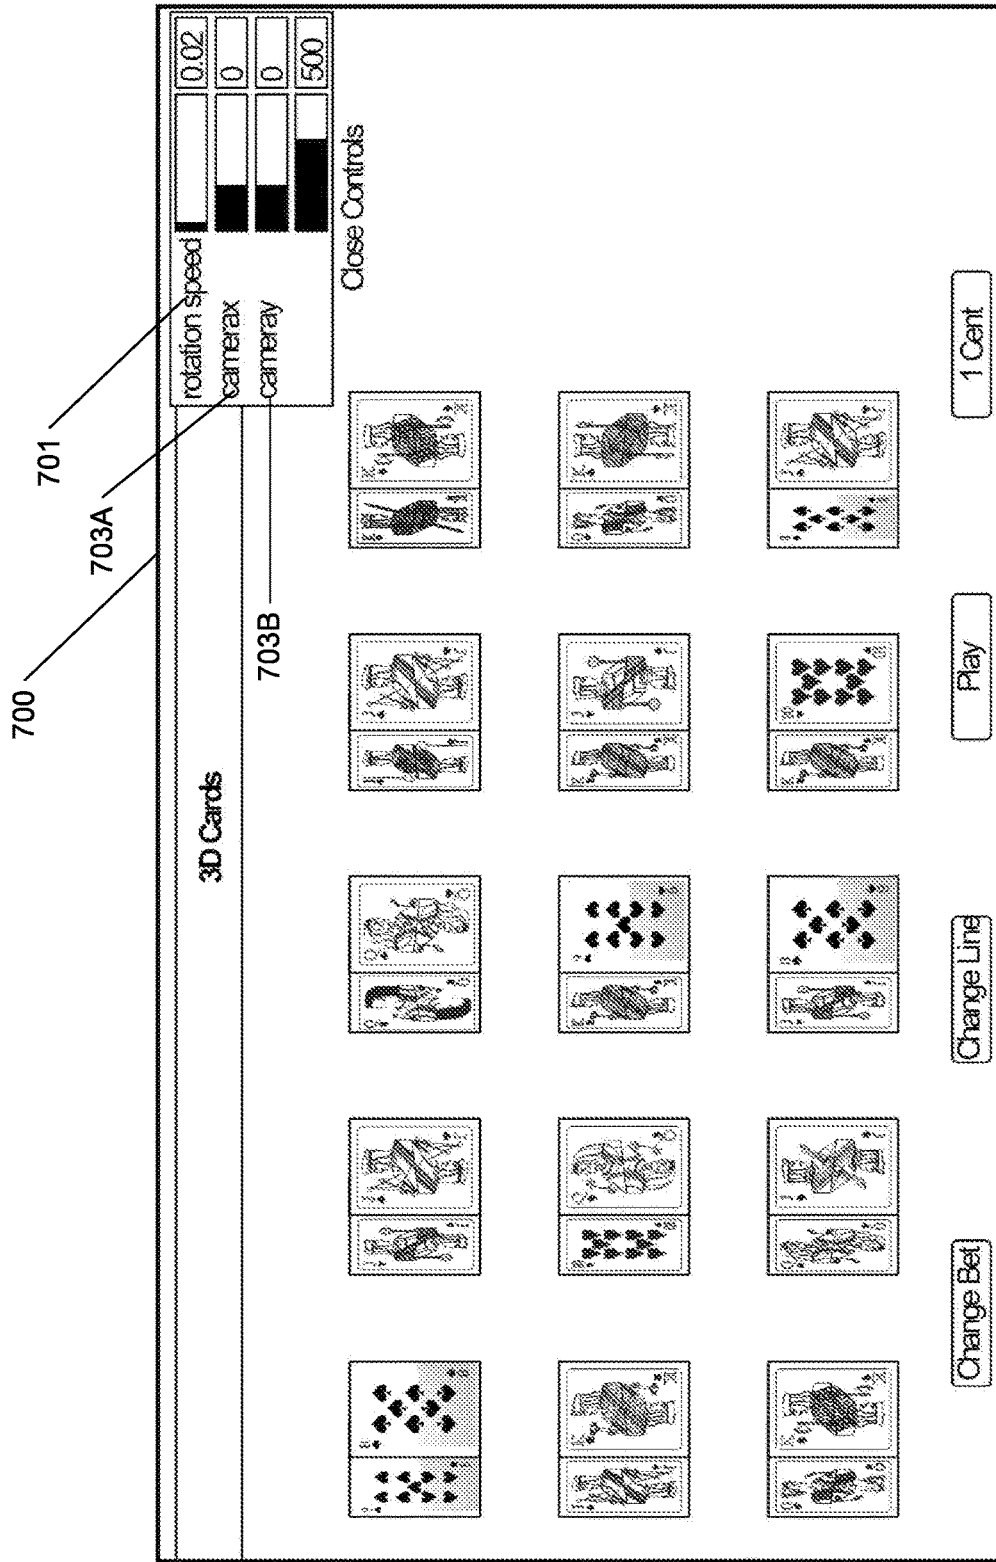 700
701
703A
703B
3D Cards
rotation speed 0.02
camerax 0
cameray 0
500
Close Controls
Change Bet
Change Line
Play
1 Cent